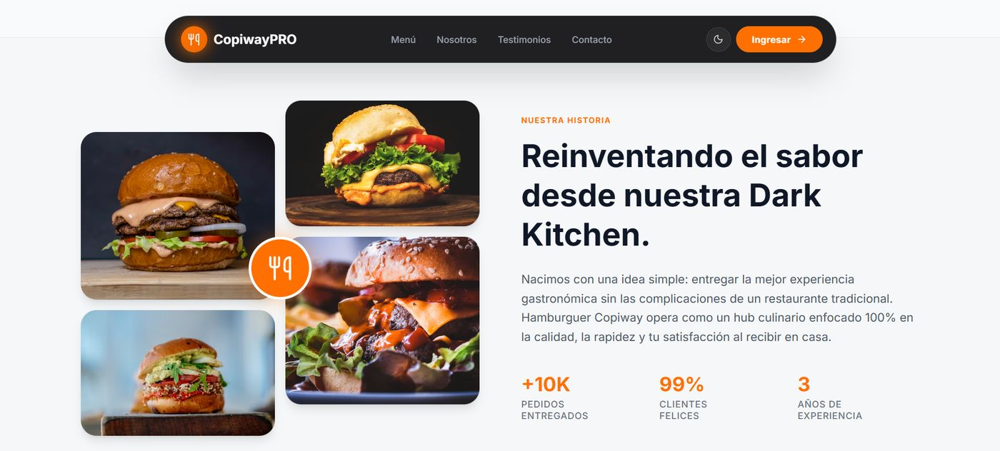 CopiwayPRO
Menú
Nosotros
Testimonios
Contacto
Ingresar
NUESTRA HISTORIA
Reinventando el sabor
desde nuestra Dark
Kitchen.
Nacimos con una idea simple: entregar la mejor experiencia
gastronómica sin las complicaciones de un restaurante tradicional.
Hamburguer Copiway opera como un hub culinario enfocado 100% en
la calidad, la rapidez y tu satisfacción al recibir en casa.
+10K
PEDIDOS
ENTREGADOS
99%
CLIENTES
FELICES
3
AÑOS DE
EXPERIENCIA